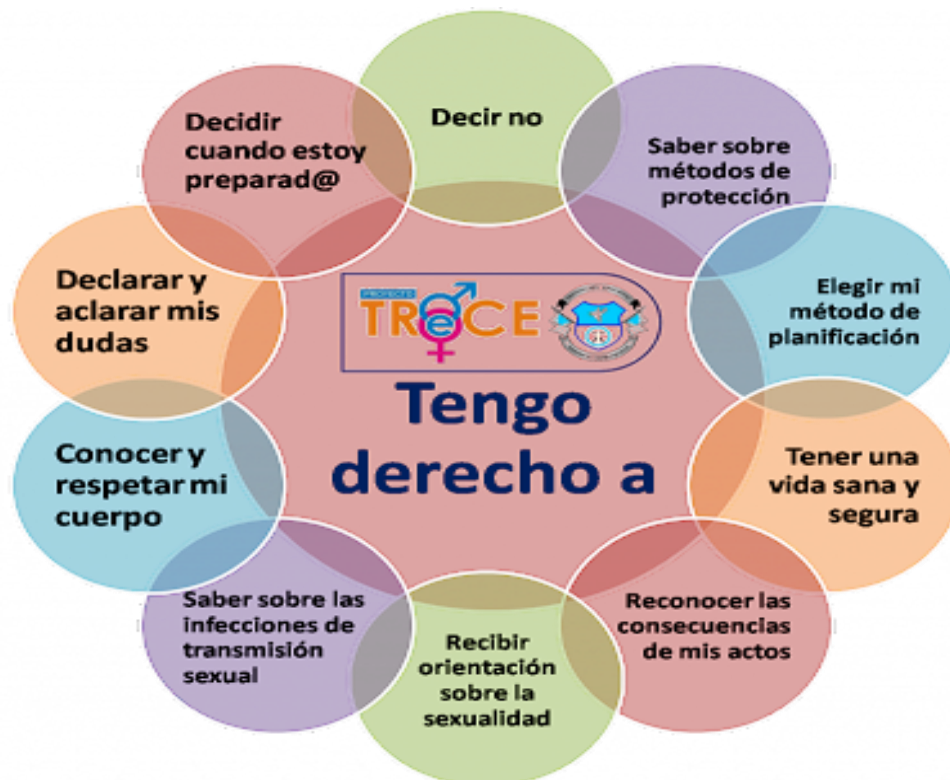 Decir no
Saber sobre
métodos de
protección
Elegir mi
método de
planificación
Tener una
vida sana y
segura
Reconocer las
consecuencias
de mis actos
Recibir
orientación
sobre la
sexualidad
Saber sobre las
infecciones de
transmisión
sexual
Conocer y
respetar mi
cuerpo
Declarar y
aclarar mis
dudas
Decidir
cuando estoy
preparad@
PROYECTO
TReCE
Tengo
derecho a